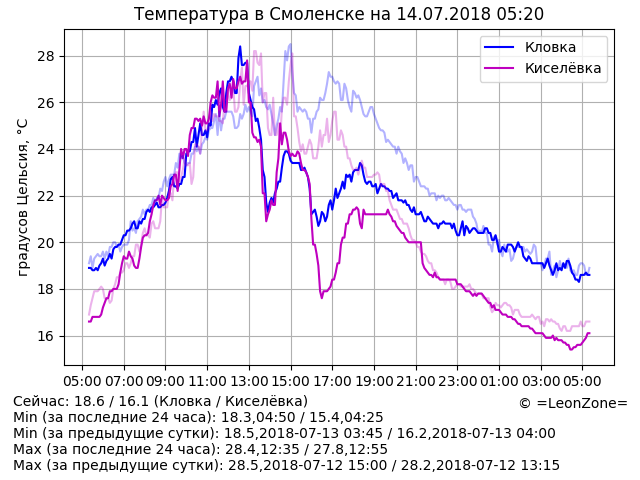 Температура в Смоленске на 14.07.2018 05:20
Кловка
Киселёвка
градусов Цельсия, °C
28
26
24
22
20
18
16
05:00 07:00 09:00 11:00 13:00 15:00 17:00 19:00 21:00 23:00 01:00 03:00 05:00
Сейчас: 18.6 / 16.1 (Кловка / Киселёвка)
© =LeonZone=
Min (за последние 24 часа): 18.3,04:50 / 15.4,04:25
Min (за предыдущие сутки): 18.5,2018-07-13 03:45 / 16.2,2018-07-13 04:00
Max (за последние 24 часа): 28.4,12:35 / 27.8,12:55
Max (за предыдущие сутки): 28.5,2018-07-12 15:00 / 28.2,2018-07-12 13:15